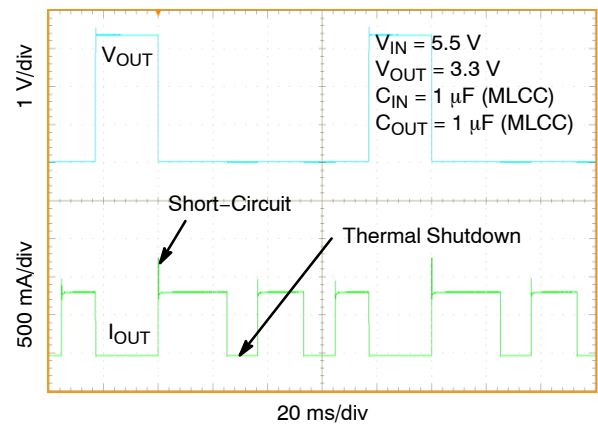 1 V/div
VOUT
VIN = 5.5 V
VOUT = 3.3 V
CIN = 1 μF (MLCC)
COUT = 1 μF (MLCC)
500 mA/div
Short−Circuit
Thermal Shutdown
IOUT
20 ms/div